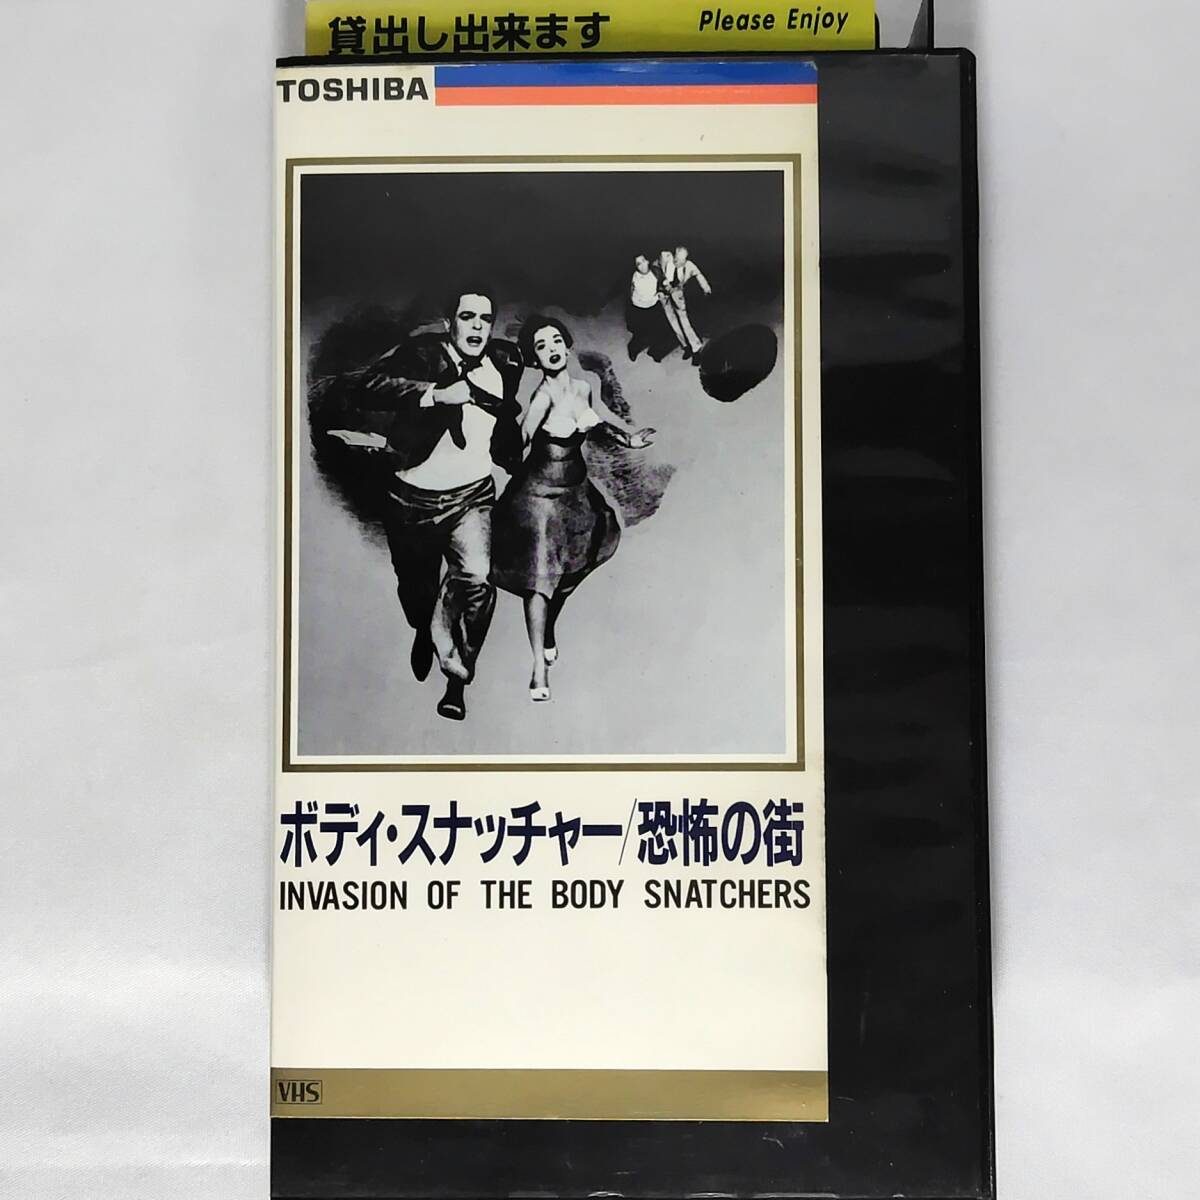 貸出し出来ます
Please Enjoy
TOSHIBA
ボディ・スナッチャー/恐怖の街
INVASION OF THE BODY SNATCHERS
VHS